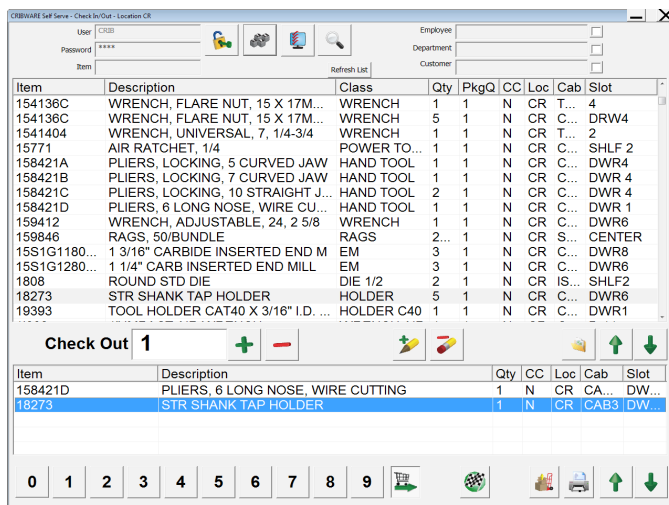 CRIBWARE Self Serve - Check In/Out - Location CR
User CRIB Employee
Password **** Department
Item Refresh List Customer
Item Description Class Qty PkgQ CC Loc Cab Slot
154136C WRENCH, FLARE NUT, 15 X 17M... WRENCH 1 1 N CR T... 4
154136C WRENCH, FLARE NUT, 15 X 17M... WRENCH 5 1 N CR C... DRW4
1541404 WRENCH, UNIVERSAL, 7, 1/4-3/4 WRENCH 1 1 N CR T... 2
15771 AIR RATCHET, 1/4 POWER TO... 1 1 N CR C... SHLF 2
158421A PLIERS, LOCKING, 5 CURVED JAW HAND TOOL 1 1 N CR C... DWR4
158421B PLIERS, LOCKING, 7 CURVED JAW HAND TOOL 1 1 N CR C... DWR 4
158421C PLIERS, LOCKING, 10 STRAIGHT J... HAND TOOL 2 1 N CR C... DWR 4
158421D PLIERS, 6 LONG NOSE, WIRE CU... HAND TOOL 1 1 N CR C... DWR 1
159412 WRENCH, ADJUSTABLE, 24, 2 5/8 WRENCH 1 1 N CR C... DWR6
159846 RAGS, 50/BUNDLE RAGS 2... 1 N CR S... CENTER
15S1G1180... 1 3/16" CARBIDE INSERTED END M EM 3 1 N CR C... DWR8
15S1G1280... 1 1/4" CARB INSERTED END MILL EM 3 1 N CR C... DWR6
1808 ROUND STD DIE DIE 1/2 2 1 N CR IS... SHLF2
18273 STR SHANK TAP HOLDER HOLDER 5 1 N CR C... DWR6
19393 TOOL HOLDER CAT40 X 3/16" I.D. ... HOLDER C40 1 1 N CR C... DWR1
Check Out 1
Item Description Qty CC Loc Cab Slot
158421D PLIERS, 6 LONG NOSE, WIRE CUTTING 1 N CR CA... DW...
18273 STR SHANK TAP HOLDER 1 N CR CAB3 DW...
0 1 2 3 4 5 6 7 8 9